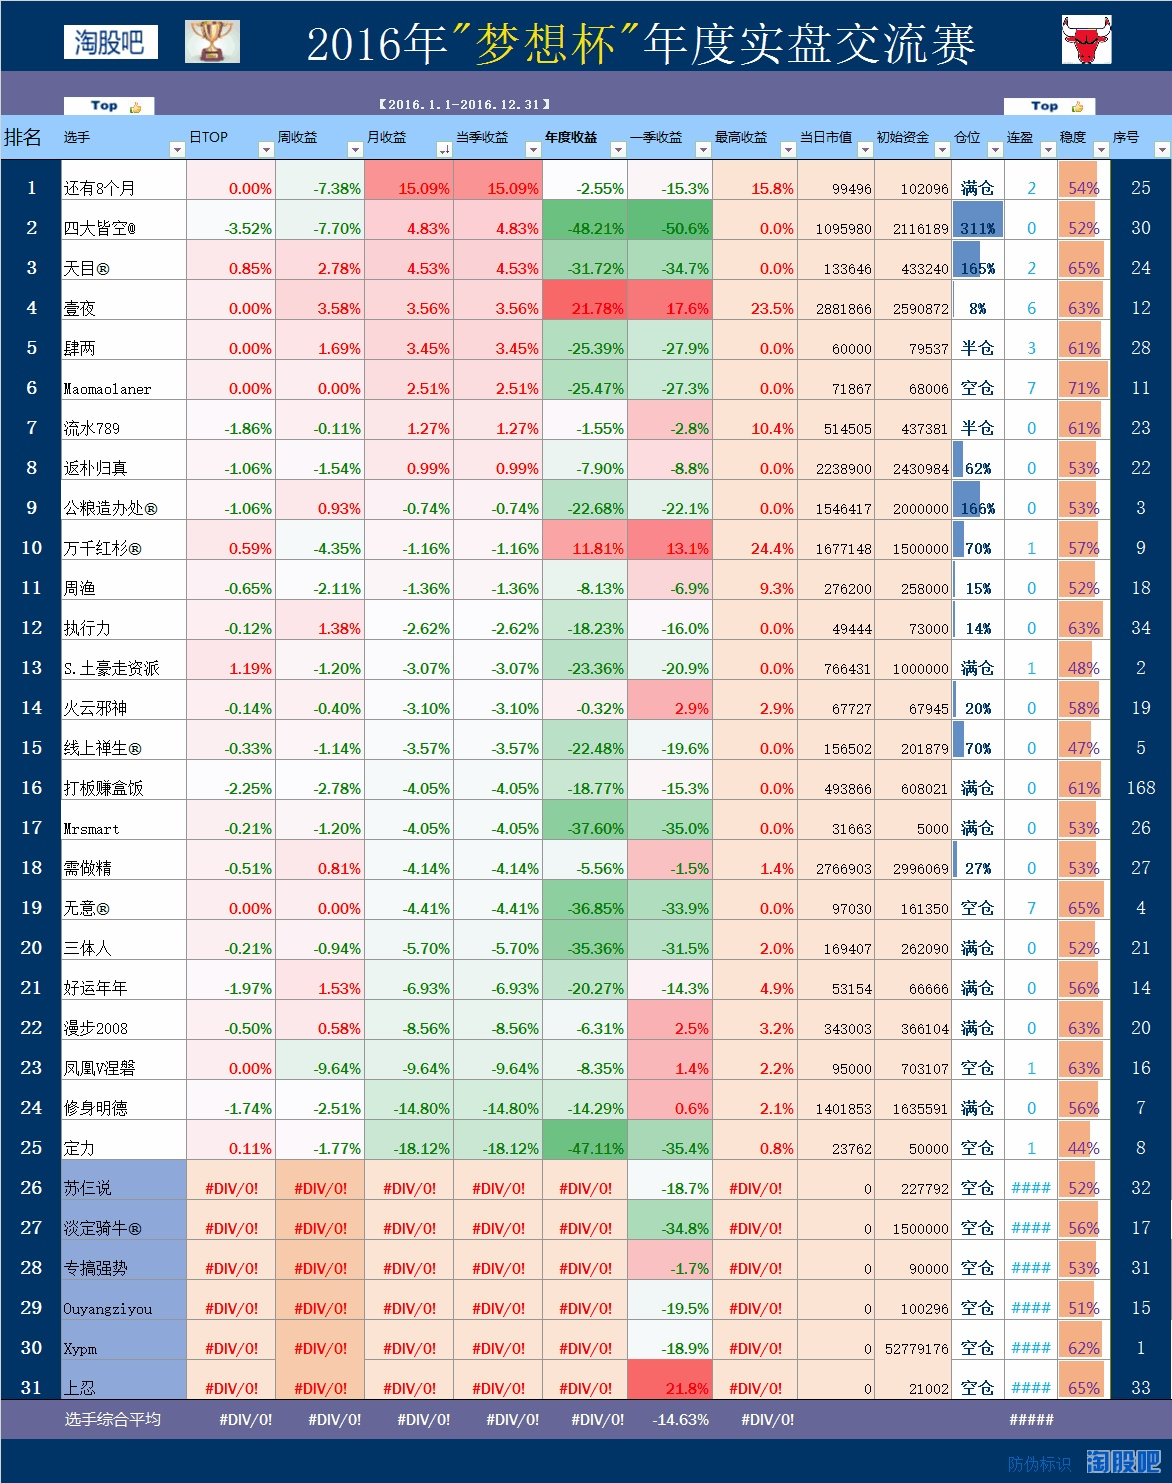 淘股吧 2016年"梦想杯"年度实盘交流赛
Top 【2016.1.1-2016.12.31】 Top
排名 选手 日TOP 周收益 月收益 当季收益 年度收益 一季收益 最高收益 当日市值 初始资金 仓位 连盈 稳度 序号
1 还有8个月 0.00% -7.38% 15.09% 15.09% -2.55% -15.3% 15.8% 99496 102096 满仓 2 54% 25
2 四大皆空@ -3.52% -7.70% 4.83% 4.83% -48.21% -50.6% 0.0% 1095980 2116189 311% 0 52% 30
3 天目® 0.85% 2.78% 4.53% 4.53% -31.72% -34.7% 0.0% 133646 433240 165% 2 65% 24
4 壹夜 0.00% 3.58% 3.56% 3.56% 21.78% 17.6% 23.5% 2881866 2590872 8% 6 63% 12
5 肆两 0.00% 1.69% 3.45% 3.45% -25.39% -27.9% 0.0% 60000 79537 半仓 3 61% 28
6 Maomaolaner 0.00% 0.00% 2.51% 2.51% -25.47% -27.3% 0.0% 71867 68006 空仓 7 71% 11
7 流水789 -1.86% -0.11% 1.27% 1.27% -1.55% -2.8% 10.4% 514505 437381 半仓 0 61% 23
8 返朴归真 -1.06% -1.54% 0.99% 0.99% -7.90% -8.8% 0.0% 2238900 2430984 62% 0 53% 22
9 公粮造办处® -1.06% 0.93% -0.74% -0.74% -22.68% -22.1% 0.0% 1546417 2000000 166% 0 53% 3
10 万千红杉® 0.59% -4.35% -1.16% -1.16% 11.81% 13.1% 24.4% 1677148 1500000 70% 1 57% 9
11 周渔 -0.65% -2.11% -1.36% -1.36% -8.13% -6.9% 9.3% 276200 258000 15% 0 52% 18
12 执行力 -0.12% 1.38% -2.62% -2.62% -18.23% -16.0% 0.0% 49444 73000 14% 0 63% 34
13 S.土豪走资派 1.19% -1.20% -3.07% -3.07% -23.36% -20.9% 0.0% 766431 1000000 满仓 1 48% 2
14 火云邪神 -0.14% -0.40% -3.10% -3.10% -0.32% 2.9% 2.9% 67727 67945 20% 0 58% 19
15 线上禅生® -0.33% -1.14% -3.57% -3.57% -22.48% -19.6% 0.0% 156502 201879 70% 0 47% 5
16 打板赚盒饭 -2.25% -2.78% -4.05% -4.05% -18.77% -15.3% 0.0% 493866 608021 满仓 0 61% 168
17 Mrsmart -0.21% -1.20% -4.05% -4.05% -37.60% -35.0% 0.0% 31663 5000 满仓 0 53% 26
18 需做精 -0.51% 0.81% -4.14% -4.14% -5.56% -1.5% 1.4% 2766903 2996069 27% 0 53% 27
19 无意® 0.00% 0.00% -4.41% -4.41% -36.85% -33.9% 0.0% 97030 161350 空仓 7 65% 4
20 三体人 -0.21% -0.94% -5.70% -5.70% -35.36% -31.5% 2.0% 169407 262090 满仓 0 52% 21
21 好运年年 -1.97% 1.53% -6.93% -6.93% -20.27% -14.3% 4.9% 53154 66666 满仓 0 56% 14
22 漫步2008 -0.50% 0.58% -8.56% -8.56% -6.31% 2.5% 3.2% 343003 366104 满仓 0 63% 20
23 凤凰V涅磐 0.00% -9.64% -9.64% -9.64% -8.35% 1.4% 2.2% 95000 703107 空仓 1 63% 16
24 修身明德 -1.74% -2.51% -14.80% -14.80% -14.29% 0.6% 2.1% 1401853 1635591 满仓 0 56% 7
25 定力 0.11% -1.77% -18.12% -18.12% -47.11% -35.4% 0.8% 23762 50000 空仓 1 44% 8
26 苏仨说 #DIV/0! #DIV/0! #DIV/0! #DIV/0! #DIV/0! -18.7% #DIV/0! 0 227792 空仓 #### 52% 32
27 淡定骑牛® #DIV/0! #DIV/0! #DIV/0! #DIV/0! #DIV/0! -34.8% #DIV/0! 0 1500000 空仓 #### 56% 17
28 专搞强势 #DIV/0! #DIV/0! #DIV/0! #DIV/0! #DIV/0! -1.7% #DIV/0! 0 90000 空仓 #### 53% 31
29 Ouyangziyou #DIV/0! #DIV/0! #DIV/0! #DIV/0! #DIV/0! -19.5% #DIV/0! 0 100296 空仓 #### 51% 15
30 Xypm #DIV/0! #DIV/0! #DIV/0! #DIV/0! #DIV/0! -18.9% #DIV/0! 0 52779176 空仓 #### 62% 1
31 上忍 #DIV/0! #DIV/0! #DIV/0! #DIV/0! #DIV/0! 21.8% #DIV/0! 0 21002 空仓 #### 65% 33
选手综合平均 #DIV/0! #DIV/0! #DIV/0! #DIV/0! #DIV/0! -14.63% #DIV/0! #####
防伪标识 淘股吧